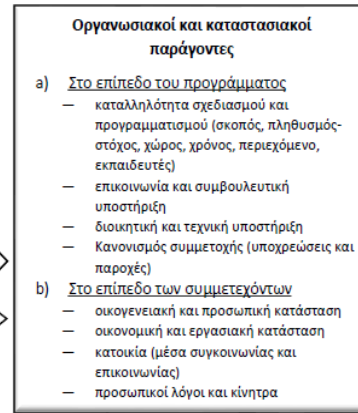 Οργανωσιακοί και καταστασιακοί
παράγοντες
a) Στο επίπεδο του προγράμματος
— καταλληλότητα σχεδιασμού και
προγραμματισμού (σκοπός, πληθυσμός-
στόχος, χώρος, χρόνος, περιεχόμενο,
εκπαιδευτές)
— επικοινωνία και συμβουλευτική
υποστήριξη
— διοικητική και τεχνική υποστήριξη
— Κανονισμός συμμετοχής (υποχρεώσεις και
παροχές)
b) Στο επίπεδο των συμμετεχόντων
— οικογενειακή και προσωπική κατάσταση
— οικονομική και εργασιακή κατάσταση
— κατοικία (μέσα συγκοινωνίας και
επικοινωνίας)
— προσωπικοί λόγοι και κίνητρα